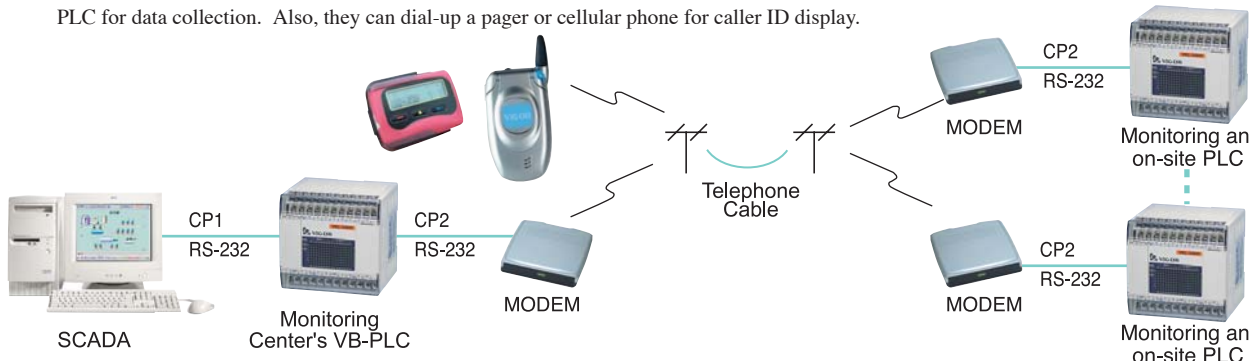 PLC for data collection. Also, they can dial-up a pager or cellular phone for caller ID display.
CP2
RS-232
MODEM
Monitoring an
on-site PLC
Telephone
Cable
CP1
RS-232
CP2
RS-232
MODEM
SCADA
Monitoring
Center's VB-PLC
CP2
RS-232
MODEM
Monitoring an
on-site PLC